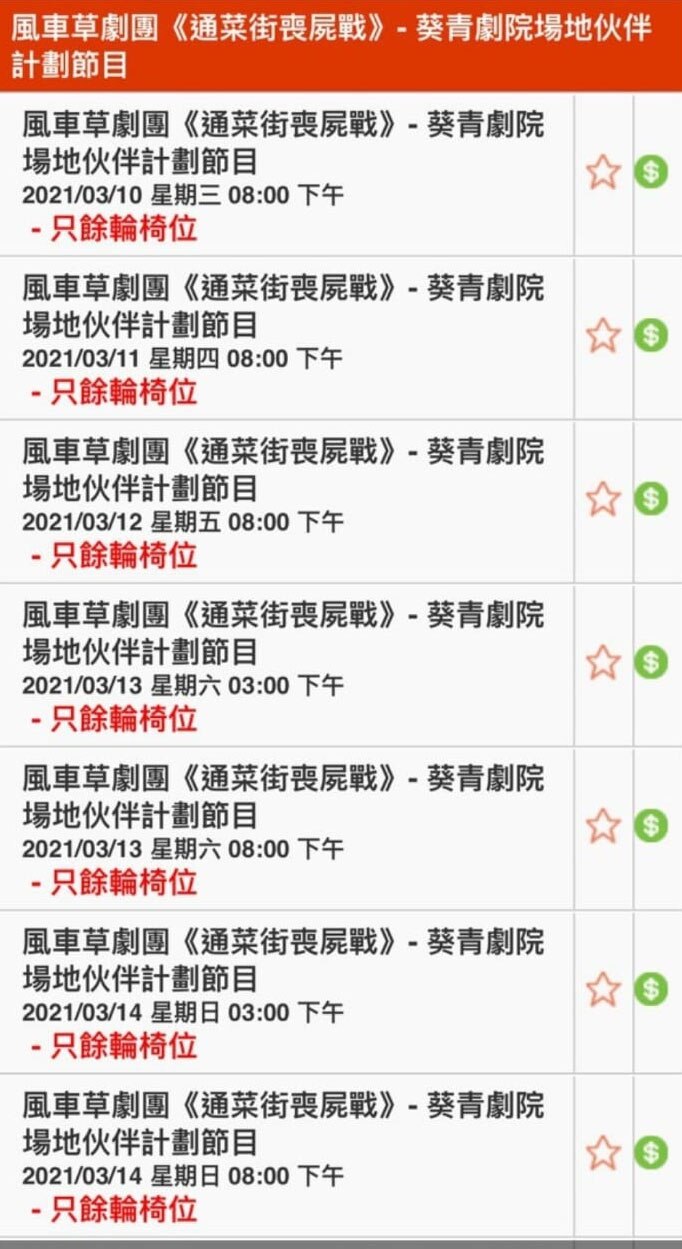 風車草劇團《通菜街喪屍戰》- 葵青劇院場地伙伴
計劃節目
風車草劇團《通菜街喪屍戰》- 葵青劇院
場地伙伴計劃節目
2021/03/10 星期三 08:00 下午
- 只餘輪椅位
風車草劇團《通菜街喪屍戰》- 葵青劇院
場地伙伴計劃節目
2021/03/11 星期四 08:00 下午
- 只餘輪椅位
風車草劇團《通菜街喪屍戰》- 葵青劇院
場地伙伴計劃節目
2021/03/12 星期五 08:00 下午
- 只餘輪椅位
風車草劇團《通菜街喪屍戰》- 葵青劇院
場地伙伴計劃節目
2021/03/13 星期六 03:00 下午
- 只餘輪椅位
風車草劇團《通菜街喪屍戰》- 葵青劇院
場地伙伴計劃節目
2021/03/13 星期六 08:00 下午
- 只餘輪椅位
風車草劇團《通菜街喪屍戰》- 葵青劇院
場地伙伴計劃節目
2021/03/14 星期日 03:00 下午
- 只餘輪椅位
風車草劇團《通菜街喪屍戰》- 葵青劇院
場地伙伴計劃節目
2021/03/14 星期日 08:00 下午
- 只餘輪椅位